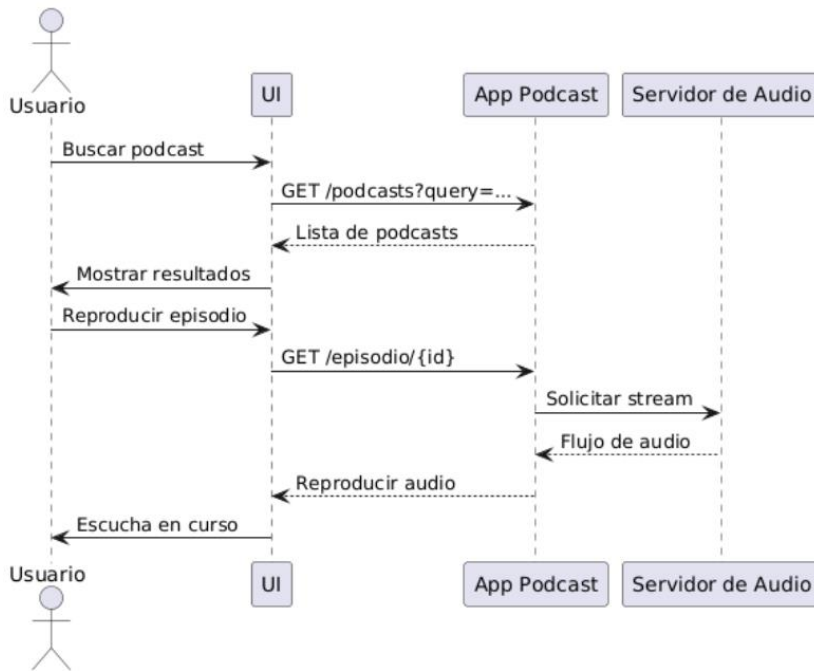 Usuario
UI
App Podcast
Servidor de Audio
Buscar podcast
GET /podcasts?query=...
Lista de podcasts
Mostrar resultados
Reproducir episodio
GET /episodio/{id}
Solicitar stream
Flujo de audio
Reproducir audio
Escucha en curso
Usuario
UI
App Podcast
Servidor de Audio